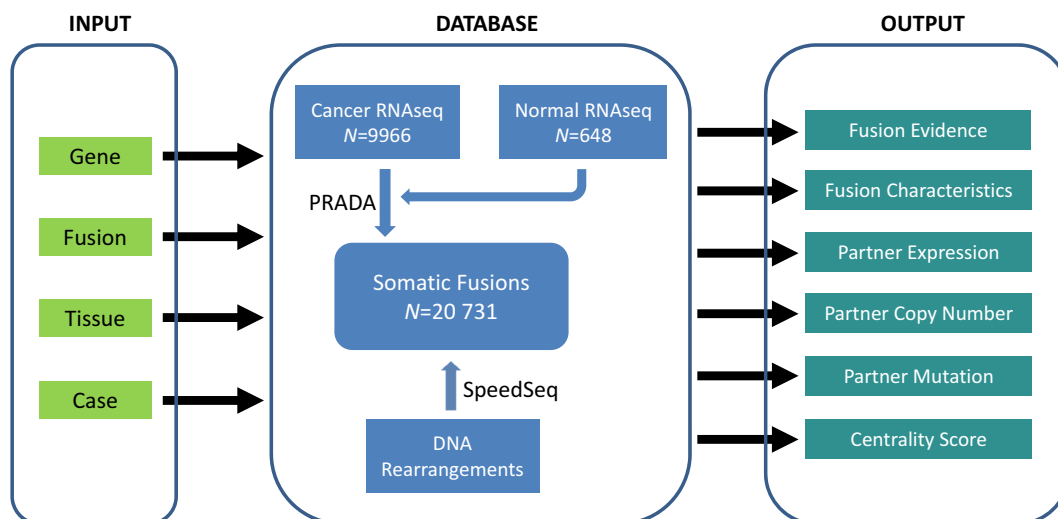 INPUT
Gene
Fusion
Tissue
Case
DATABASE
Cancer RNAseq
N=9966
Normal RNAseq
N=648
PRADA
Somatic Fusions
N=20 731
SpeedSeq
DNA
Rearrangements
OUTPUT
Fusion Evidence
Fusion Characteristics
Partner Expression
Partner Copy Number
Partner Mutation
Centrality Score